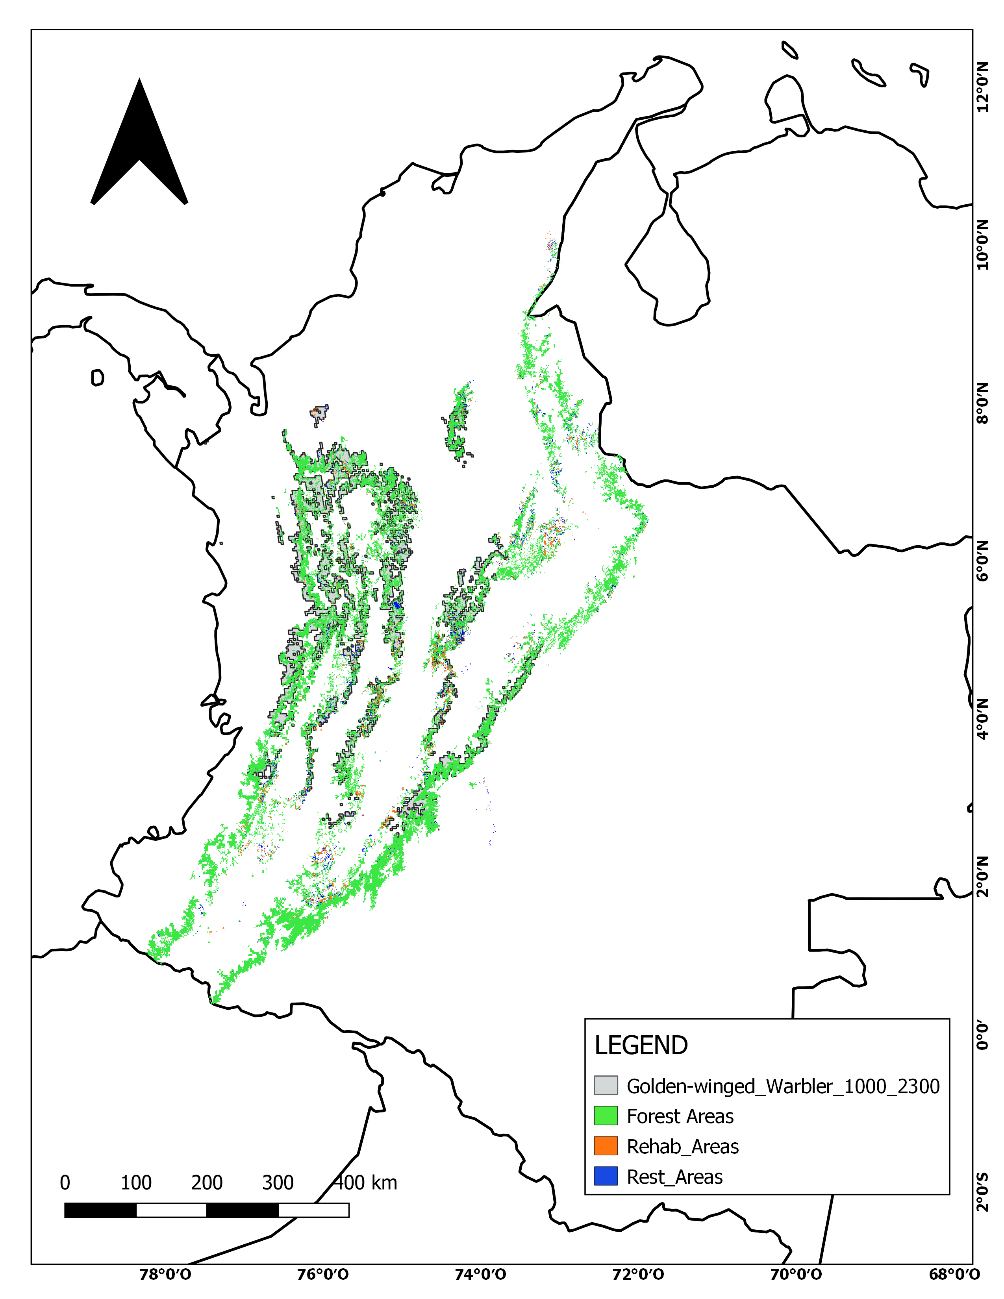 12°0'N
10°0'N
8°0'N
6°0'N
4°0'N
2°0'N
0°0'
2°0'S
LEGEND
Golden-winged_Warbler_1000_2300
Forest Areas
Rehab_Areas
Rest_Areas
0 100 200 300 400 km
78°0'O 76°0'O 74°0'O 72°0'O 70°0'O 68°0'O